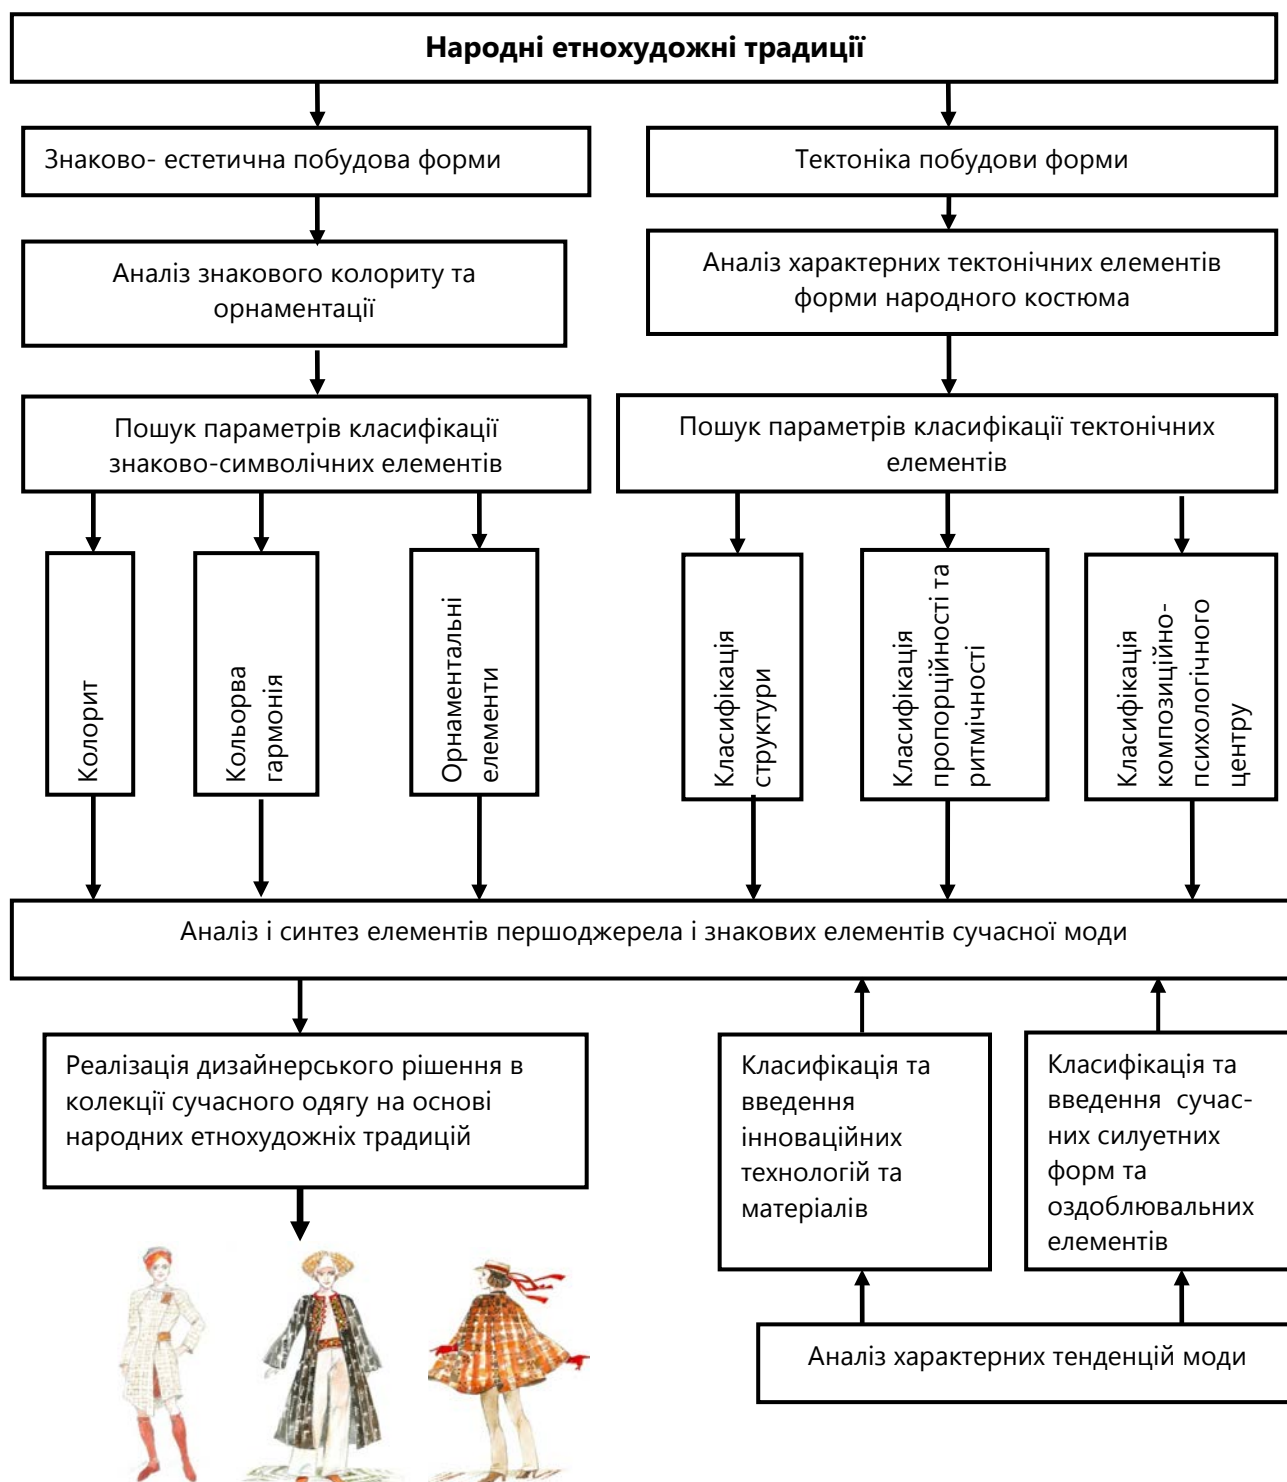 Народні етнохудожні традиції
Знаково- естетична побудова форми
Тектоніка побудови форми
Аналіз знакового колориту та
орнаментації
Аналіз характерних тектонічних елементів
форми народного костюма
Пошук параметрів класифікації
знаково-символічних елементів
Пошук параметрів класифікації тектонічних
елементів
Колорит
Кольорва
гармонія
Орнаментальні
елементи
Класифікація
структури
Класифікація
пропорційності та
ритмічності
Класифікація
композиційно-
психологічного
центру
Аналіз і синтез елементів першоджерела і знакових елементів сучасної моди
Реалізація дизайнерського рішення в
колекції сучасного одягу на основі
народних етнохудожніх традицій
Класифікація та
введення
інноваційних
технологій та
матеріалів
Класифікація та
введення сучас-
них силуетних
форм та
оздоблювальних
елементів
Аналіз характерних тенденцій моди